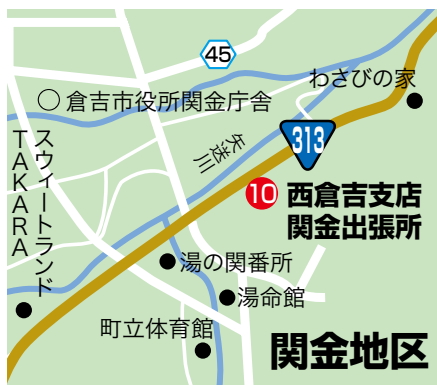 45
わさびの家
倉吉市役所関金庁舎
スウィートランド
TAKARA
矢送川
313
10
西倉吉支店
関金出張所
湯の関番所
湯命館
町立体育館
関金地区